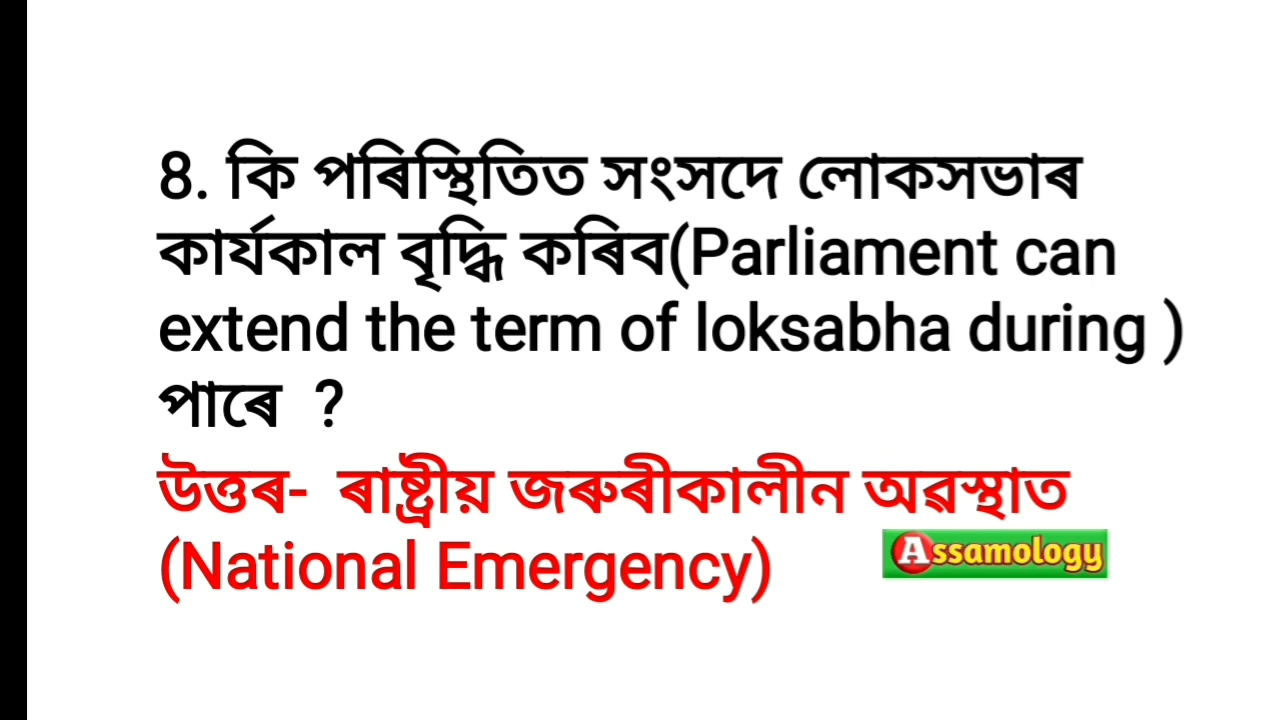 8. কি পৰিস্থিতিত সংসদে লোকসভাৰ
কাৰ্যকাল বৃদ্ধি কৰিব(Parliament can
extend the term of loksabha during )
পাৰে ?
উত্তৰ- ৰাষ্ট্ৰীয় জৰুৰীকালীন অৱস্থাত
(National Emergency)
Assamology